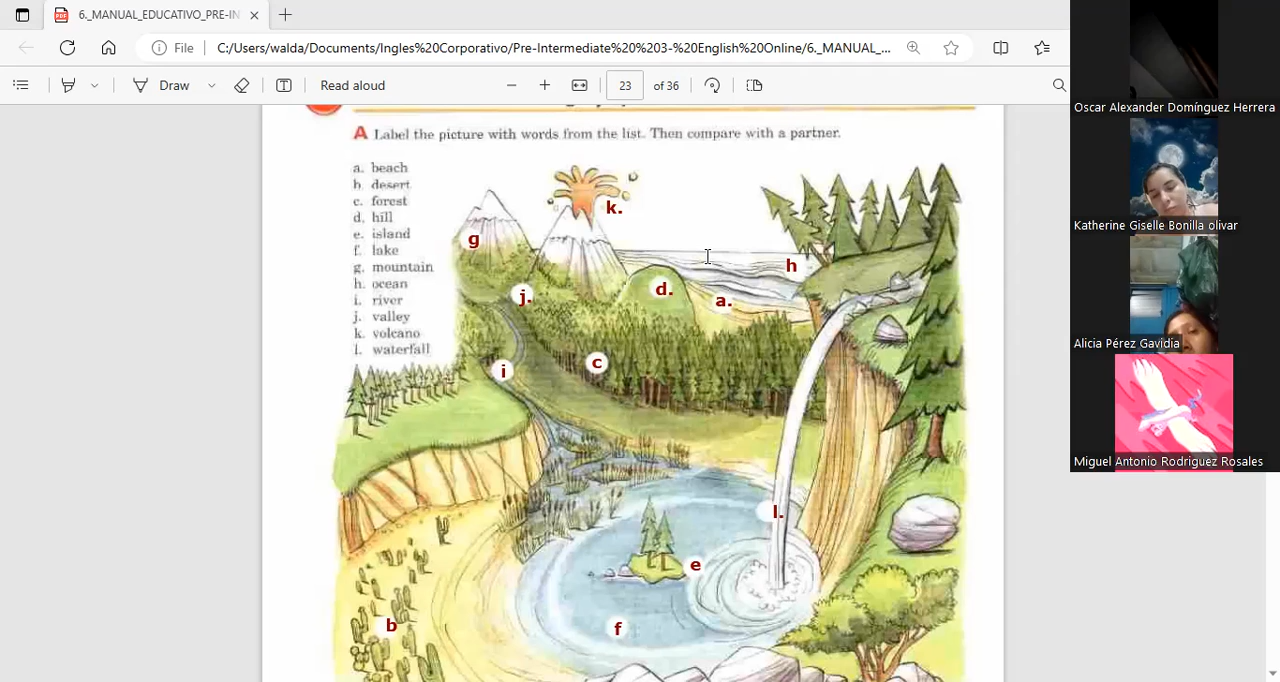 6._MANUAL_EDUCATIVO_PRE-IN
File
C:/Users/walda/Documents/Ingles%20Corporativo/Pre-Intermediate%20%203-%20English%20Online/6._MANUAL_...
Draw
Read aloud
23 of 36
A Label the picture with words from the list. Then compare with a partner.
a. beach
b. desert
c. forest
d. hill
e. island
f. lake
g. mountain
h. ocean
i. river
j. valley
k. volcano
l. waterfall
k.
g
h
d.
j.
a.
c
i
l.
e
b
f
Oscar Alexander Domínguez Herrera
Katherine Giselle Bonilla olivar
Alicia Pérez Gavidia
Miguel Antonio Rodriguez Rosales